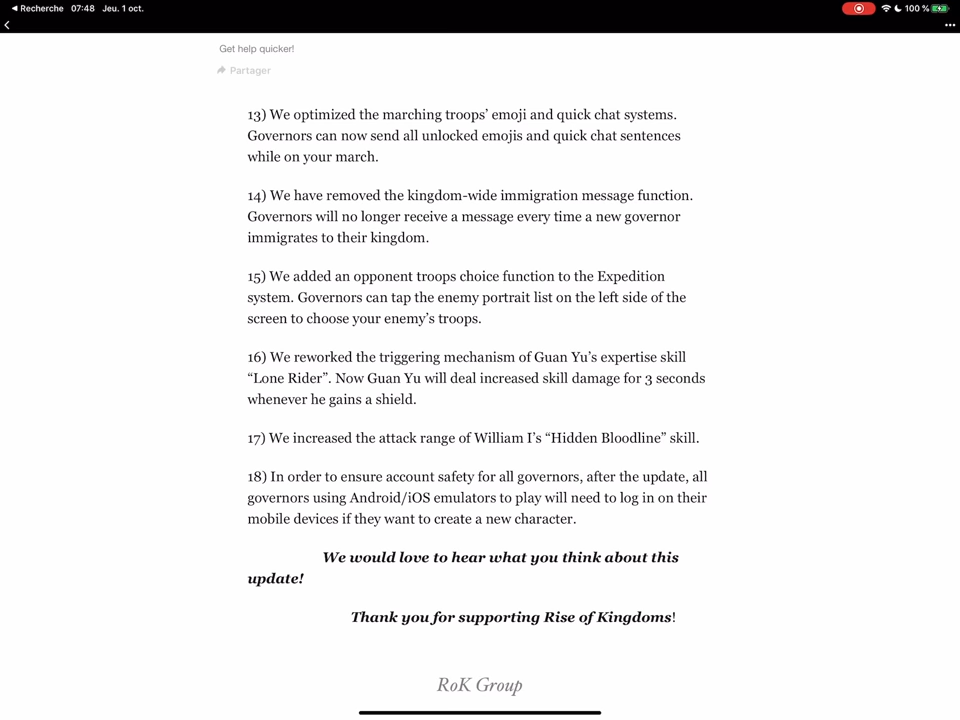 Recherche 07:48 Jeu. 1 oct. 100 %
Get help quicker!
Partager
13) We optimized the marching troops’ emoji and quick chat systems.
Governors can now send all unlocked emojis and quick chat sentences
while on your march.
14) We have removed the kingdom-wide immigration message function.
Governors will no longer receive a message every time a new governor
immigrates to their kingdom.
15) We added an opponent troops choice function to the Expedition
system. Governors can tap the enemy portrait list on the left side of the
screen to choose your enemy’s troops.
16) We reworked the triggering mechanism of Guan Yu’s expertise skill
“Lone Rider”. Now Guan Yu will deal increased skill damage for 3 seconds
whenever he gains a shield.
17) We increased the attack range of William I’s “Hidden Bloodline” skill.
18) In order to ensure account safety for all governors, after the update, all
governors using Android/iOS emulators to play will need to log in on their
mobile devices if they want to create a new character.
We would love to hear what you think about this
update!
Thank you for supporting Rise of Kingdoms!
RoK Group